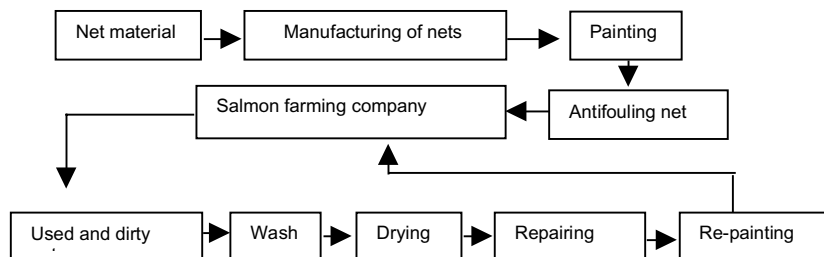 Net material
Manufacturing of nets
Painting
Salmon farming company
Antifouling net
Used and dirty
Wash
Drying
Repairing
Re-painting